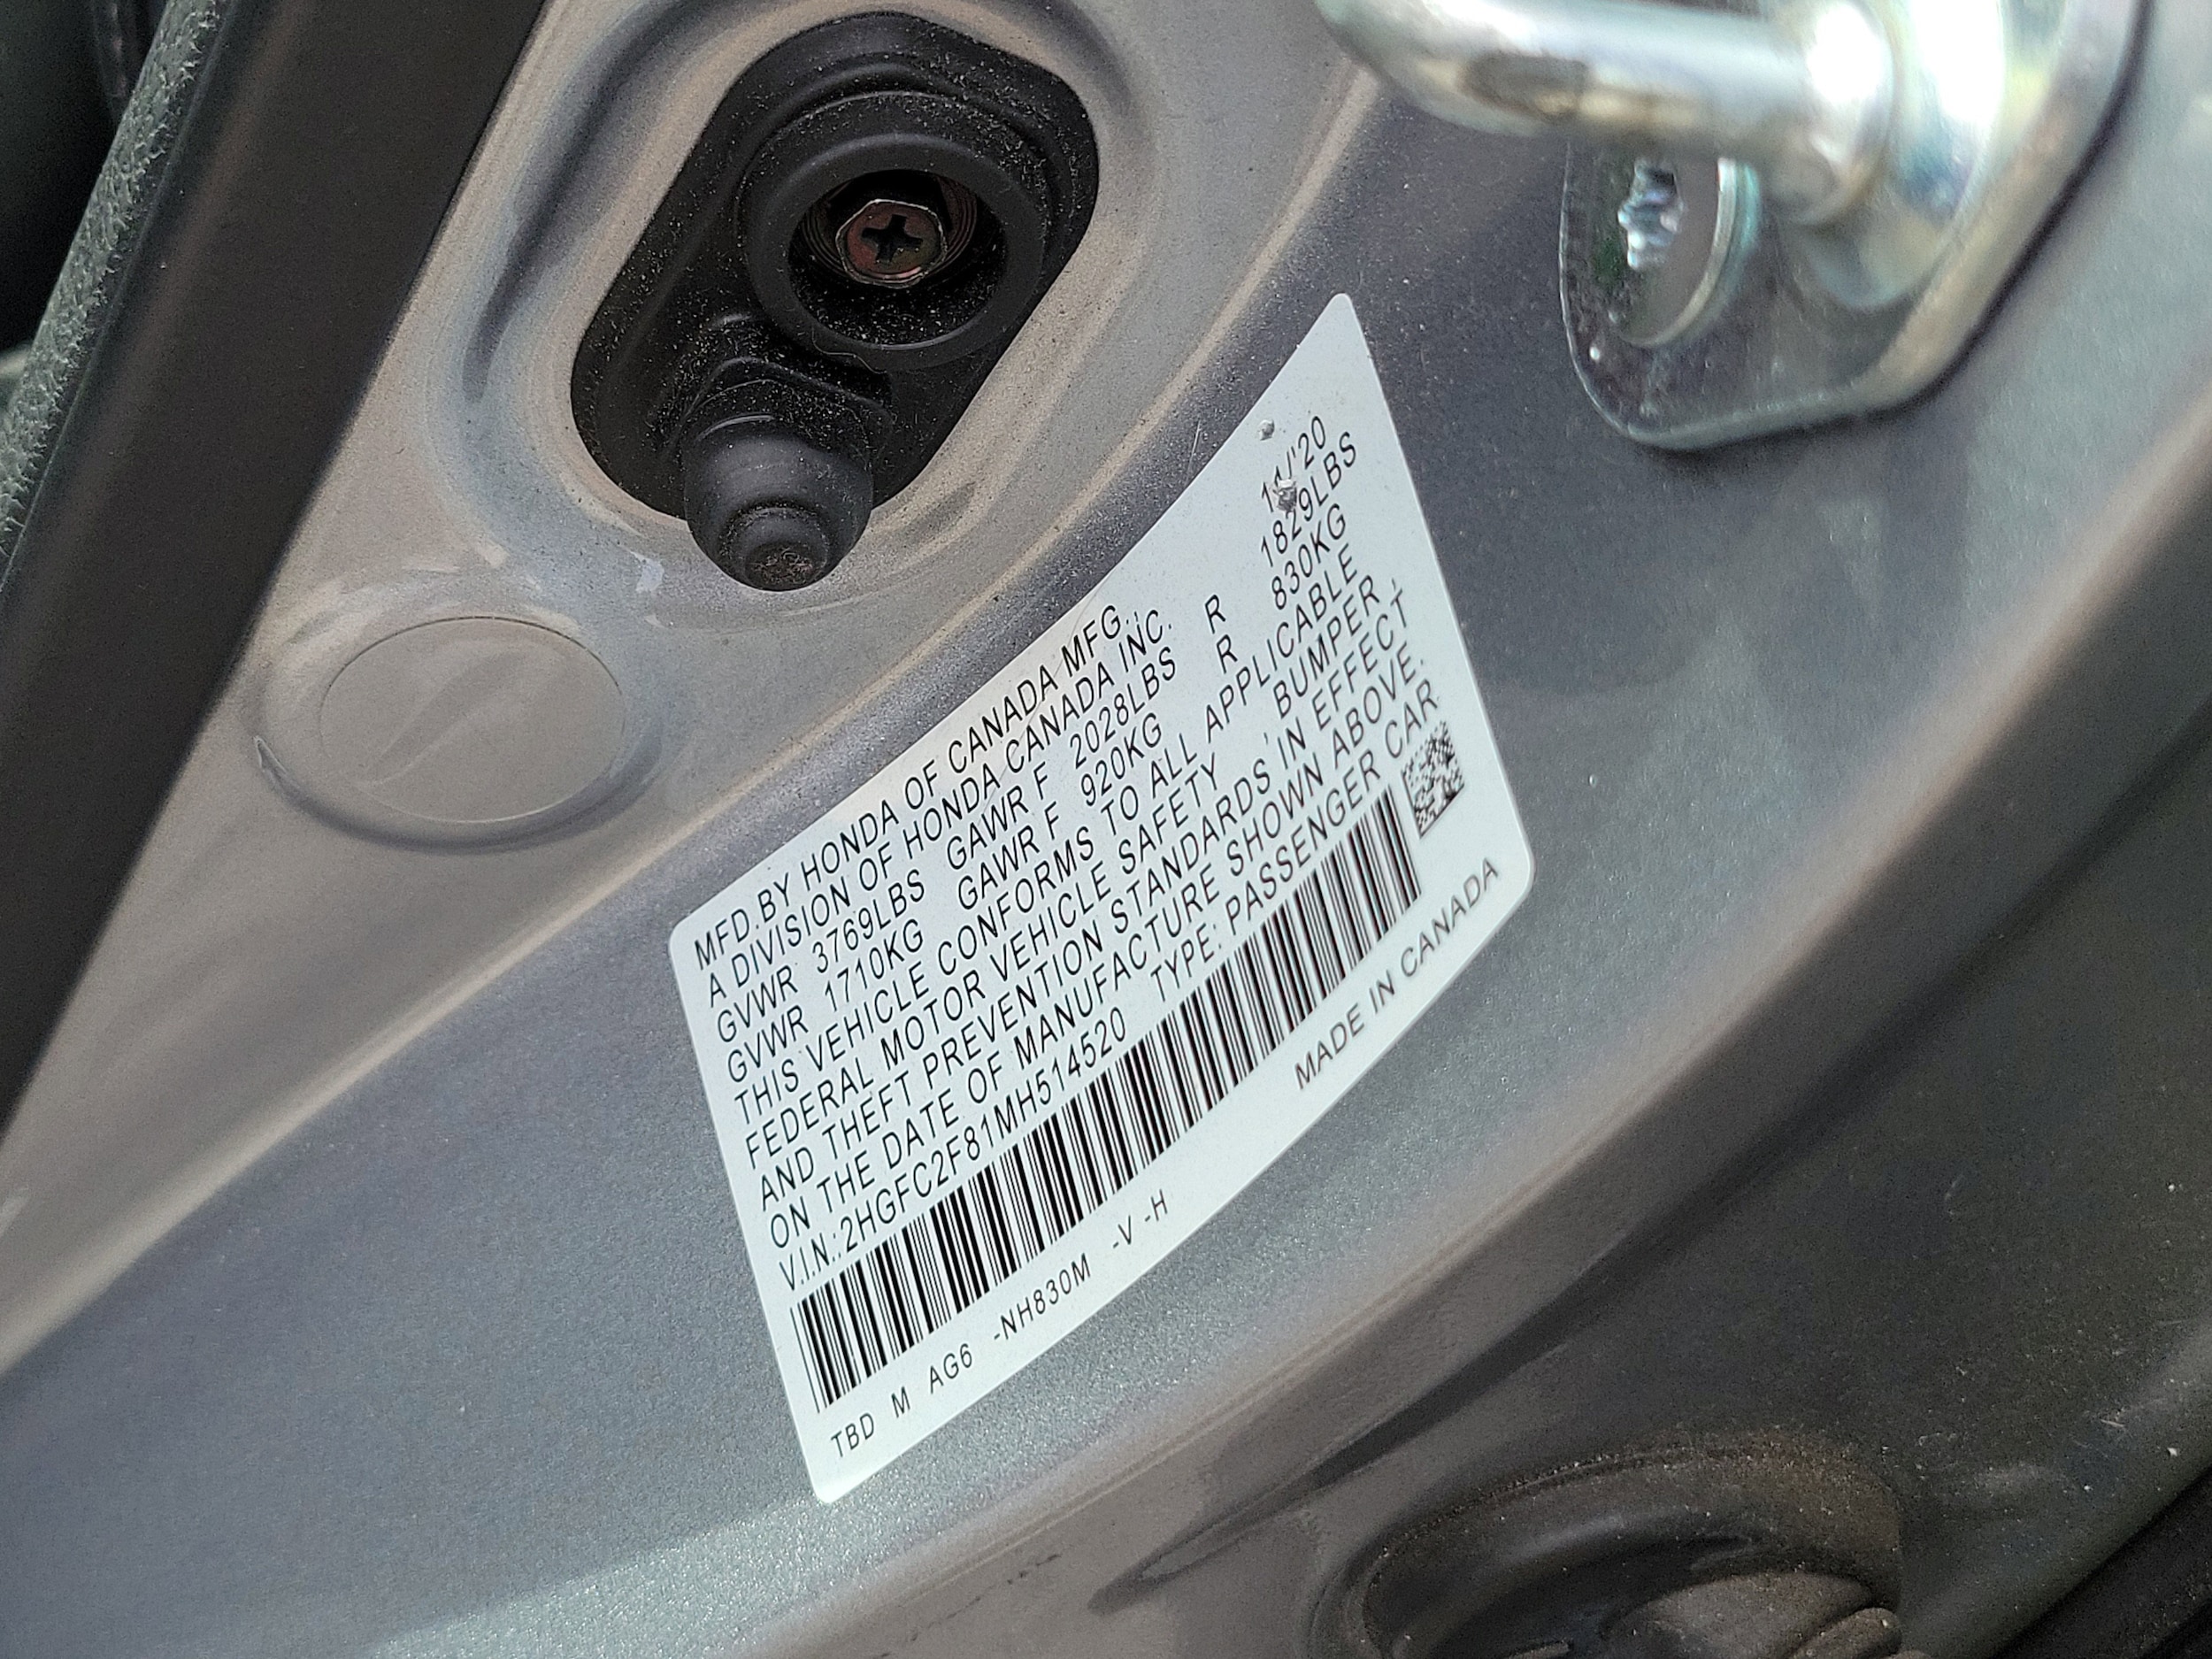 MFD.BY HONDA OF CANADA MFG., 11/'20
A DIVISION OF HONDA CANADA INC.
GVWR 3769LBS GAWR F 2028LBS R 1829LBS
GVWR 1710KG GAWR F 920KG R 830KG
THIS VEHICLE CONFORMS TO ALL APPLICABLE
FEDERAL MOTOR VEHICLE SAFETY , BUMPER ,
AND THEFT PREVENTION STANDARDS IN EFFECT
ON THE DATE OF MANUFACTURE SHOWN ABOVE.
V.I.N.:2HGFC2F81MH514520 TYPE: PASSENGER CAR
MADE IN CANADA
TBD M AG6 -NH830M -V -H